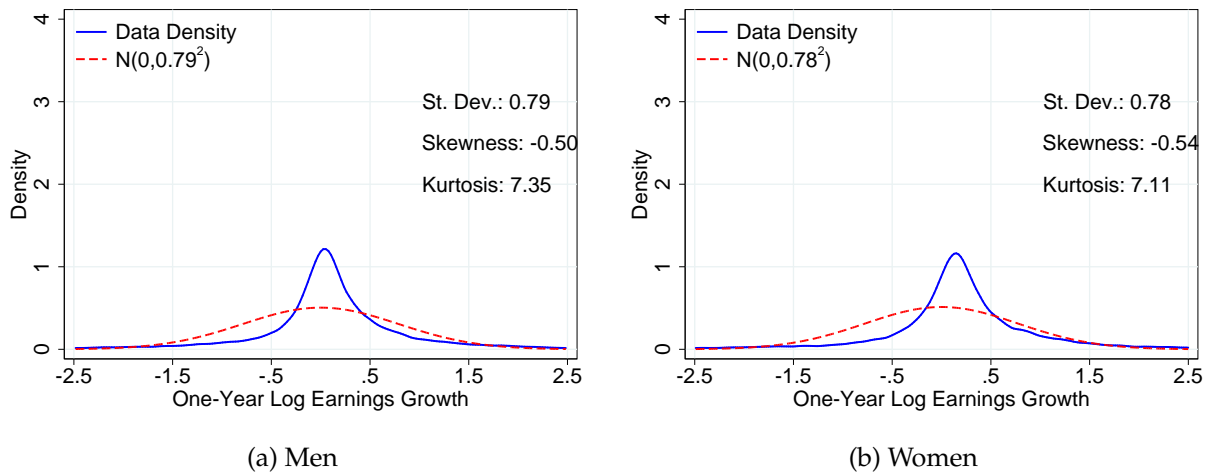 Data Density
N(0,0.79²)
St. Dev.: 0.79
Skewness: -0.50
Kurtosis: 7.35
Density
4
3
2
1
0
-2.5 -1.5 -.5 .5 1.5 2.5
One-Year Log Earnings Growth
(a) Men
Data Density
N(0,0.78²)
St. Dev.: 0.78
Skewness: -0.54
Kurtosis: 7.11
Density
4
3
2
1
0
-2.5 -1.5 -.5 .5 1.5 2.5
One-Year Log Earnings Growth
(b) Women